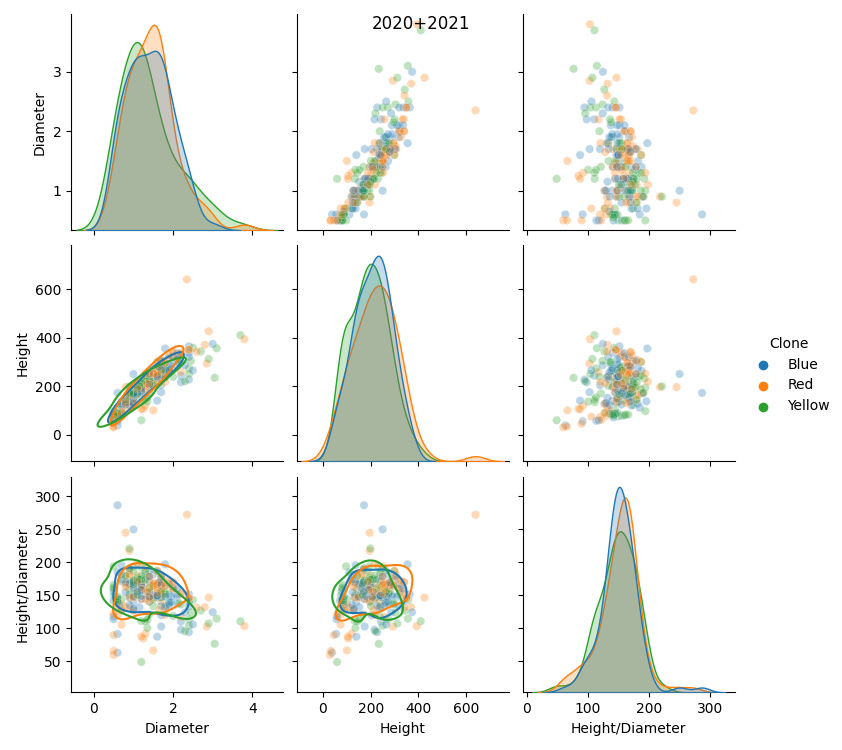 2020+2021
Diameter
3
2
1
Height
600
400
200
0
Clone
Blue
Red
Yellow
Height/Diameter
300
250
200
150
100
50
0 2 4
0 200 400 600
0 100 200 300
Diameter
Height
Height/Diameter